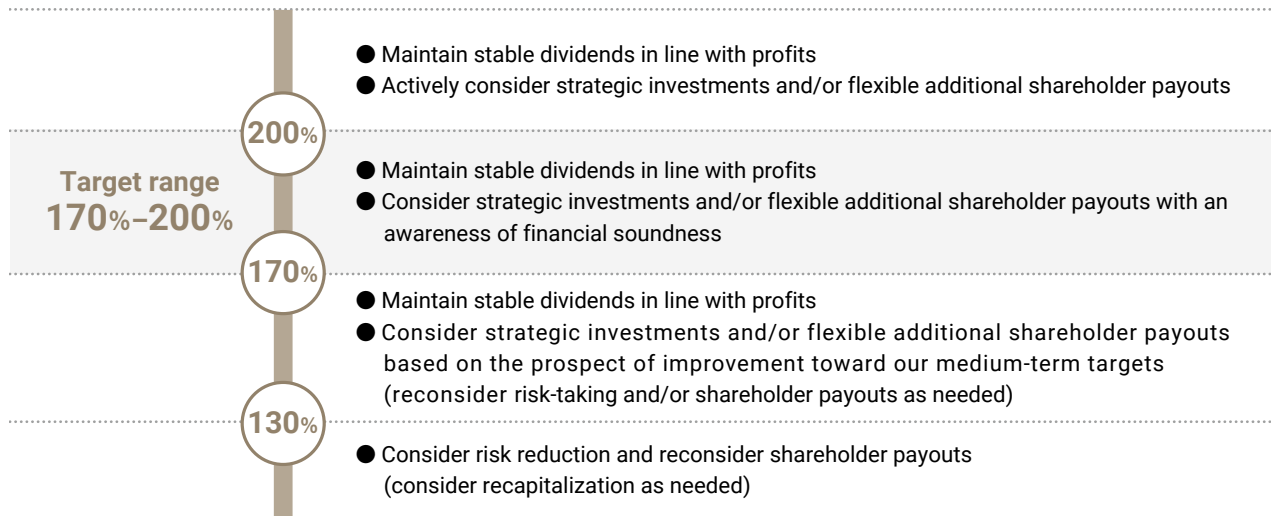 ● Maintain stable dividends in line with profits
● Actively consider strategic investments and/or flexible additional shareholder payouts
200%
Target range
170%–200%
● Maintain stable dividends in line with profits
● Consider strategic investments and/or flexible additional shareholder payouts with an
awareness of financial soundness
170%
● Maintain stable dividends in line with profits
● Consider strategic investments and/or flexible additional shareholder payouts
based on the prospect of improvement toward our medium-term targets
(reconsider risk-taking and/or shareholder payouts as needed)
130%
● Consider risk reduction and reconsider shareholder payouts
(consider recapitalization as needed)